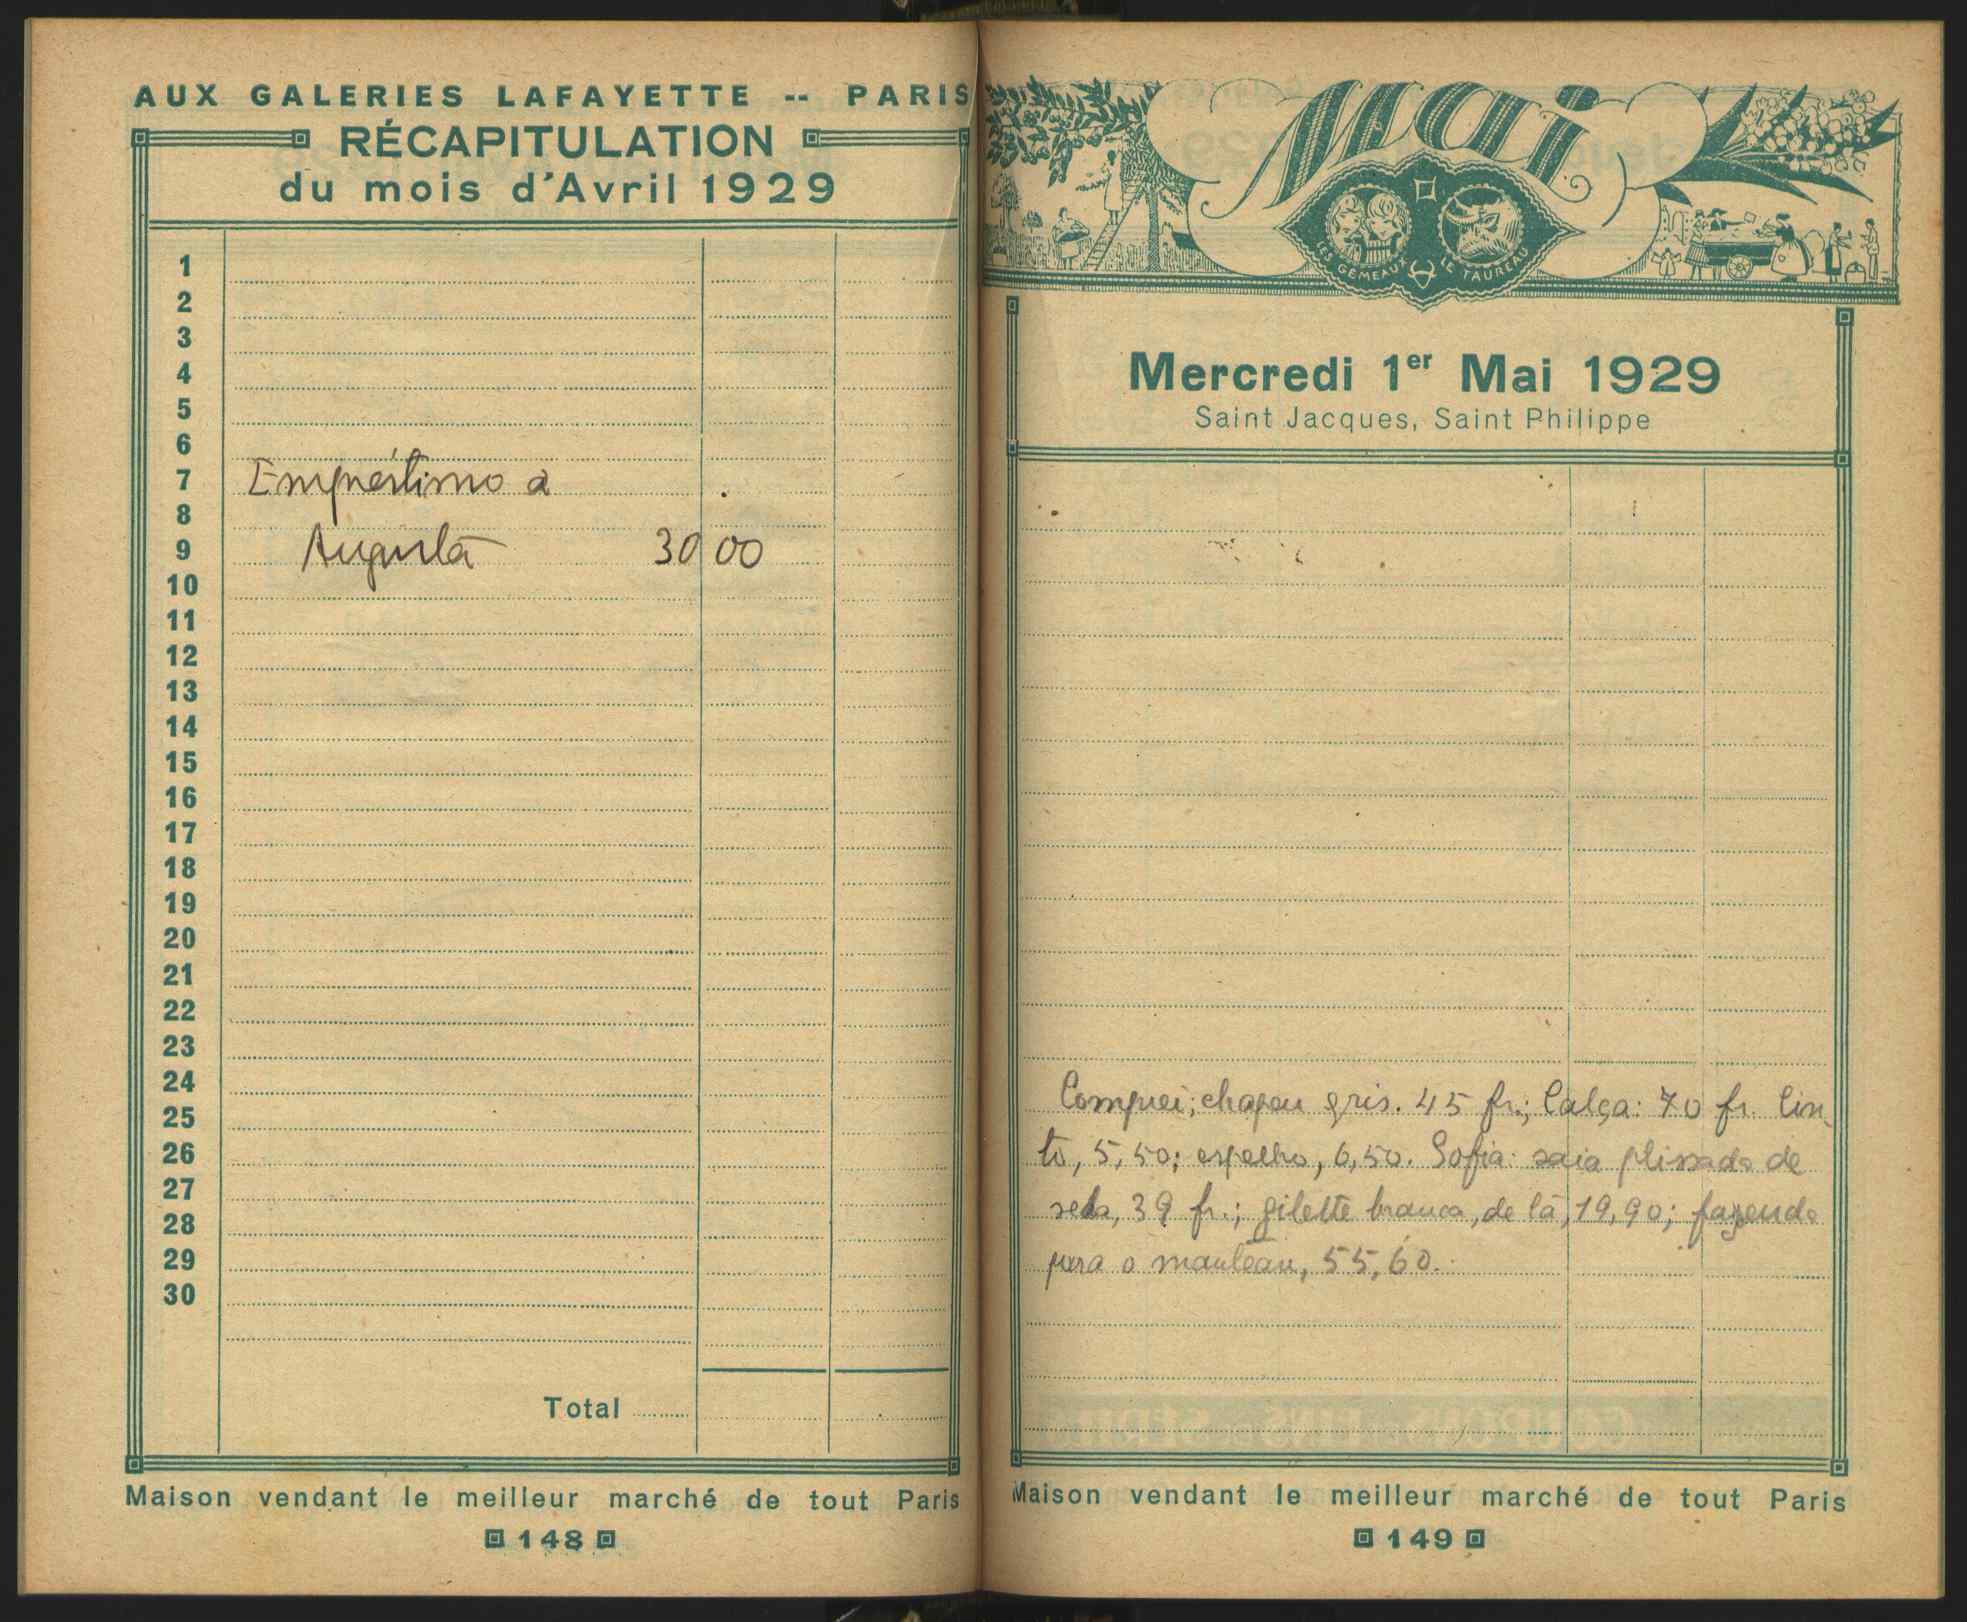 AUX GALERIES LAFAYETTE -- PARIS
RÉCAPITULATION
du mois d'Avril 1929
1
2
3
4
5
6
7 Empréstimo a
8
9 Augusta 30 00
10
11
12
13
14
15
16
17
18
19
20
21
22
23
24
25
26
27
28
29
30
Total
Maison vendant le meilleur marché de tout Paris
148
Mai
LES GÉMEAUX LE TAUREAU
Mercredi 1er Mai 1929
Saint Jacques, Saint Philippe
Comprei; chapeu gris. 45 fr.; Calça: 70 fr. Cin
to, 5,50; espelho, 6,50. Sofia: saia plissada de
seda, 39 fr.; gilette branca, de lã, 19,90; fazenda
para o manteau, 55,60.
Maison vendant le meilleur marché de tout Paris
149